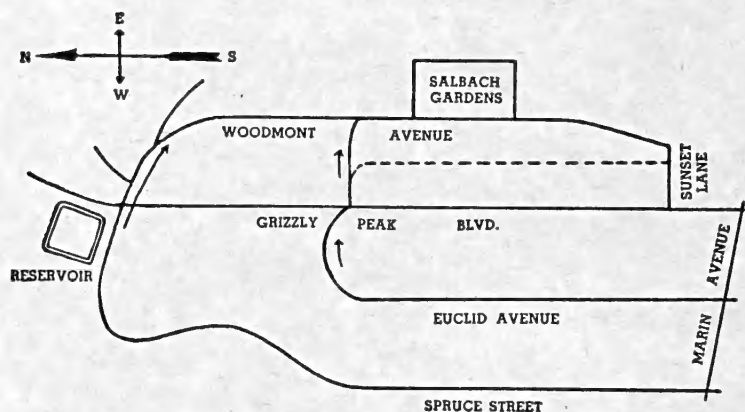 E
N S
W
SALBACH
GARDENS
WOODMONT AVENUE
SUNSET
LANE
GRIZZLY PEAK BLVD.
RESERVOIR
AVENUE
EUCLID AVENUE
MARIN
SPRUCE STREET